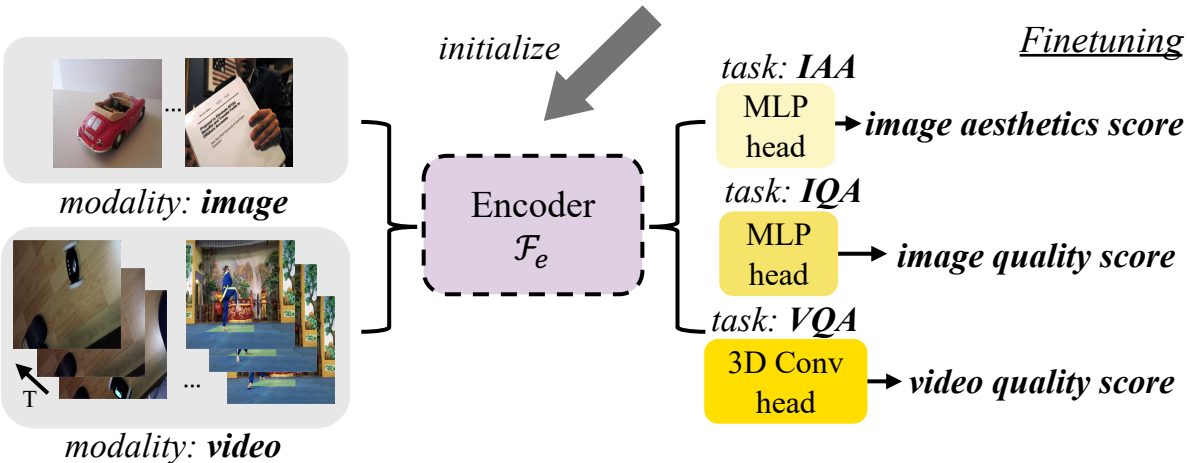 initialize
Finetuning
...
modality: image
T
...
modality: video
Encoder
ℱₑ
task: IAA
MLP
head
image aesthetics score
task: IQA
MLP
head
image quality score
task: VQA
3D Conv
head
video quality score